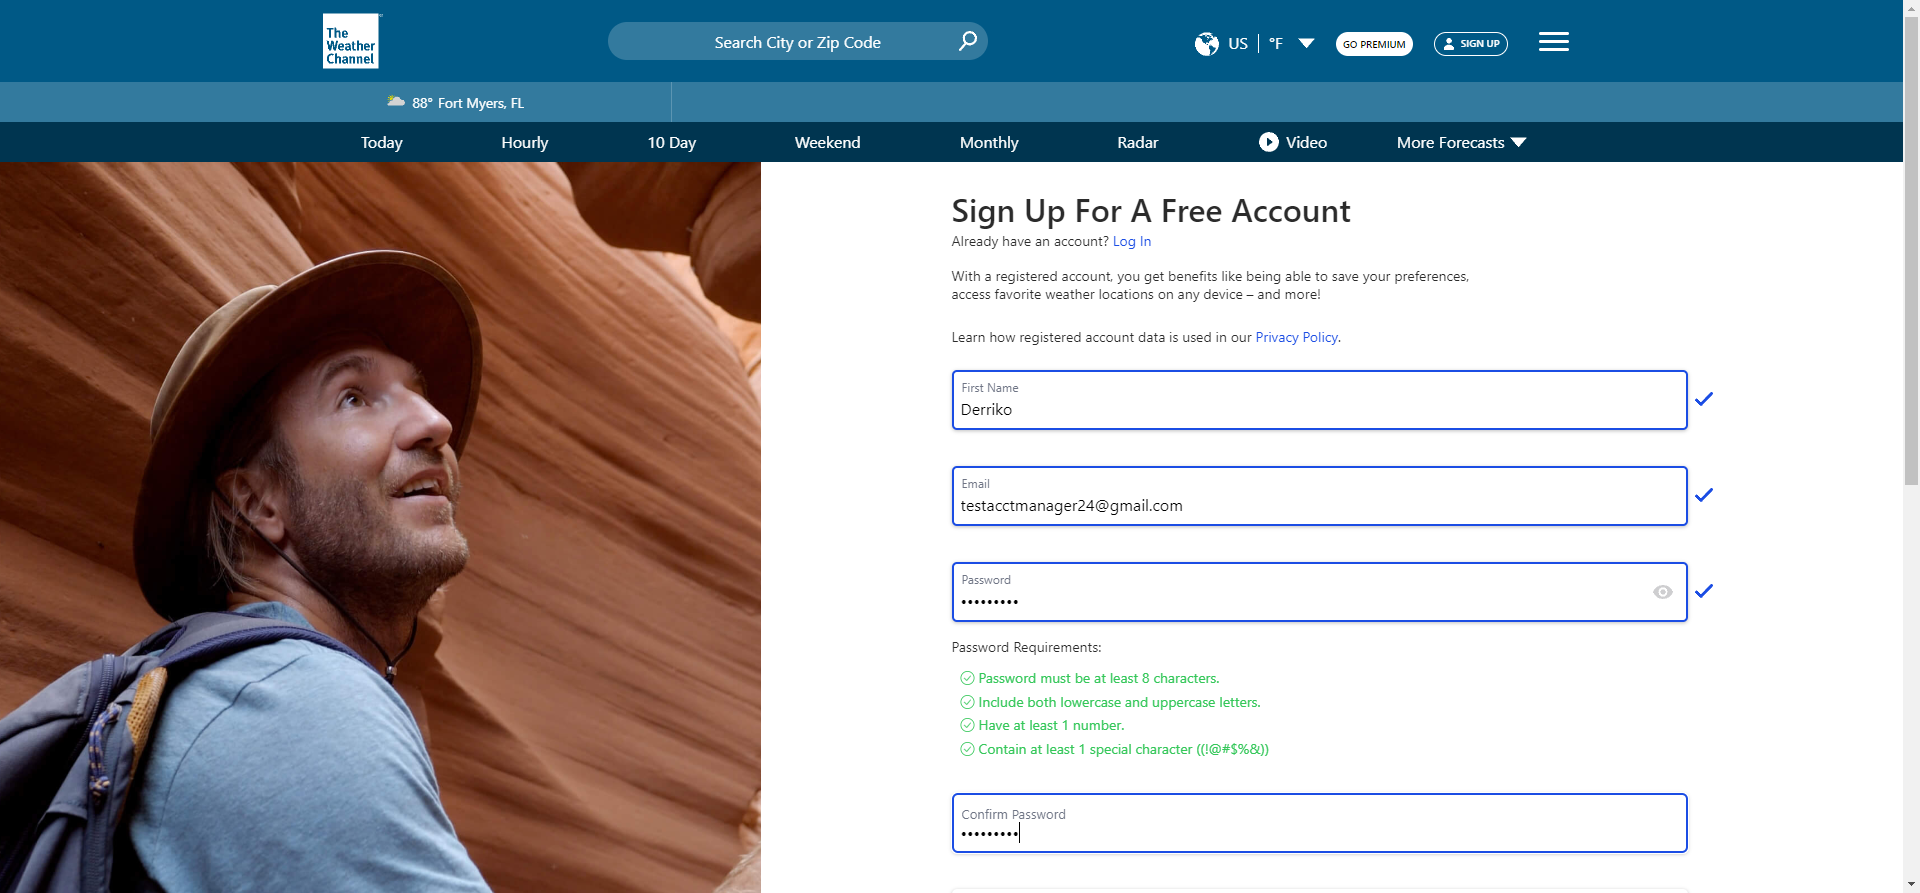 The
Weather
Channel
Search City or Zip Code
US
°F
GO PREMIUM
SIGN UP
88° Fort Myers, FL
Today
Hourly
10 Day
Weekend
Monthly
Radar
Video
More Forecasts
Sign Up For A Free Account
Already have an account? Log In
With a registered account, you get benefits like being able to save your preferences,
access favorite weather locations on any device – and more!
Learn how registered account data is used in our Privacy Policy.
First Name
Derriko
Email
testacctmanager24@gmail.com
Password
•••••••••
Password Requirements:
Password must be at least 8 characters.
Include both lowercase and uppercase letters.
Have at least 1 number.
Contain at least 1 special character ((!@#$%&))
Confirm Password
•••••••••